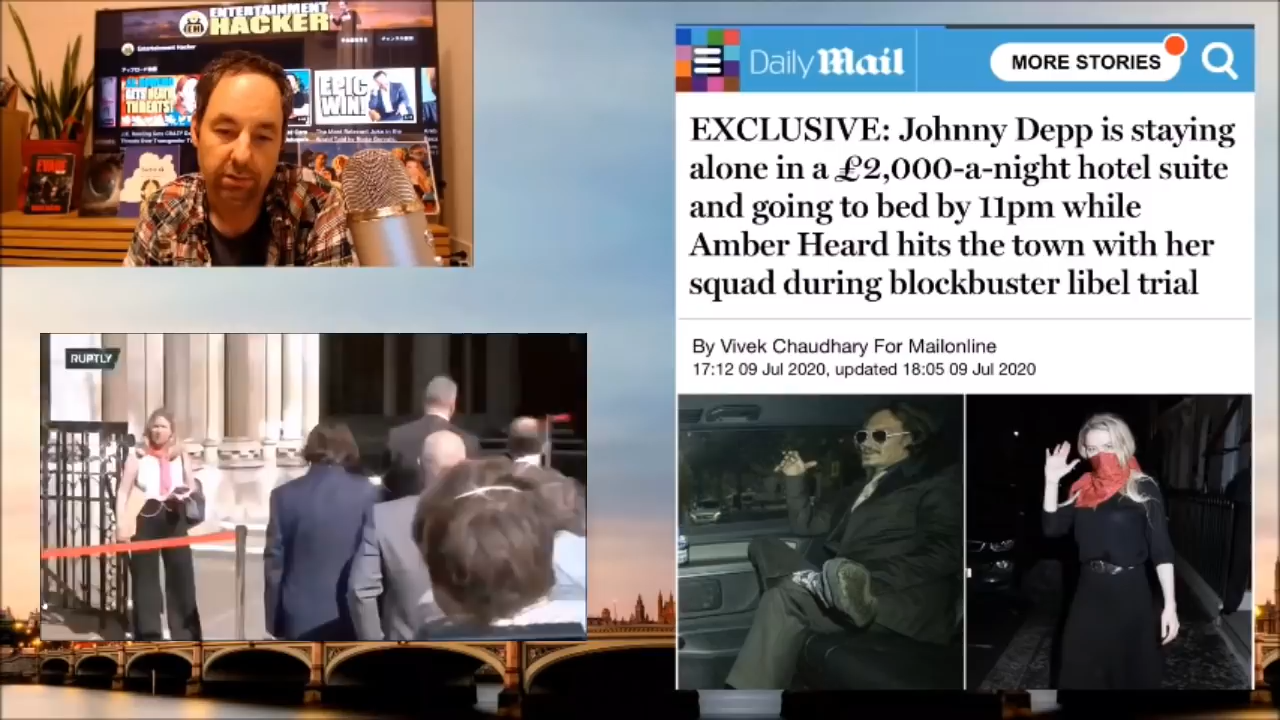 ENTERTAINMENT
HACKER
Entertainment Hacker
EPIC
WIN!
RUPTLY
Daily Mail
MORE STORIES
EXCLUSIVE: Johnny Depp is staying
alone in a £2,000-a-night hotel suite
and going to bed by 11pm while
Amber Heard hits the town with her
squad during blockbuster libel trial
By Vivek Chaudhary For Mailonline
17:12 09 Jul 2020, updated 18:05 09 Jul 2020